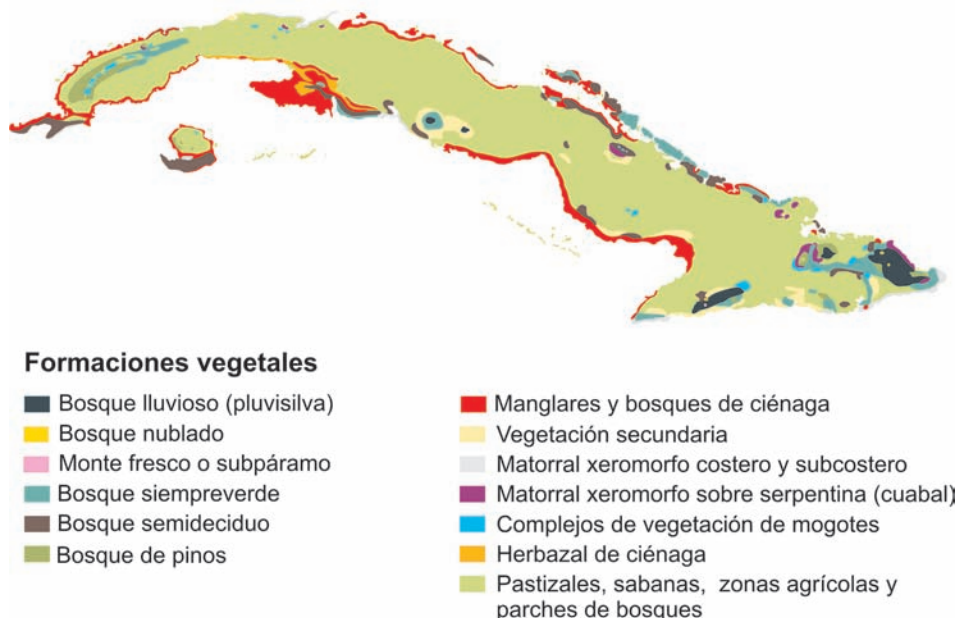 Formaciones vegetales
Bosque lluvioso (pluvisilva)
Bosque nublado
Monte fresco o subpáramo
Bosque siempreverde
Bosque semideciduo
Bosque de pinos
Manglares y bosques de ciénaga
Vegetación secundaria
Matorral xeromorfo costero y subcostero
Matorral xeromorfo sobre serpentina (cuabal)
Complejos de vegetación de mogotes
Herbazal de ciénaga
Pastizales, sabanas, zonas agrícolas y
parches de bosques